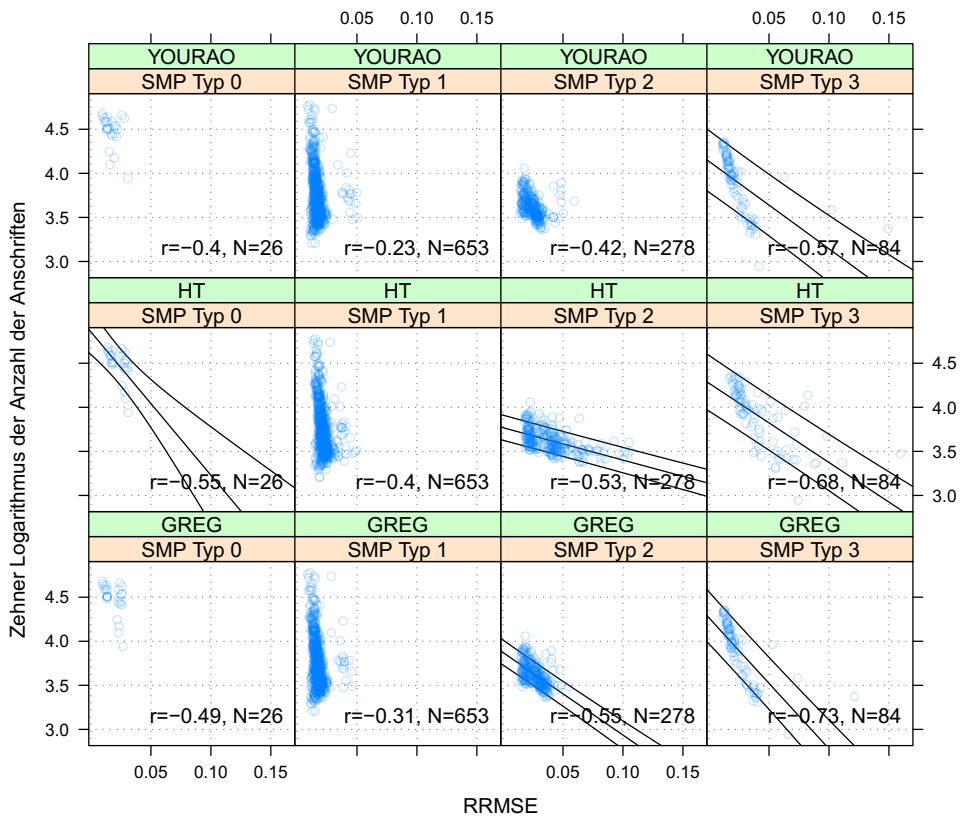 0.05 0.15 0.05 0.10 0.15
YOURAO YOURAO YOURAO YOURAO
SMP Typ 0 SMP Typ 1 SMP Typ 2 SMP Typ 3
4.5
4.0
3.5
3.0
r=−0.4, N=26 r=−0.23, N=653 r=−0.42, N=278 r=−0.57, N=84
HT HT HT HT
SMP Typ 0 SMP Typ 1 SMP Typ 2 SMP Typ 3
4.5
4.0
3.5
3.0
r=−0.55, N=26 r=−0.4, N=653 r=−0.53, N=278 r=−0.68, N=84
GREG GREG GREG GREG
SMP Typ 0 SMP Typ 1 SMP Typ 2 SMP Typ 3
4.5
4.0
3.5
3.0
r=−0.49, N=26 r=−0.31, N=653 r=−0.55, N=278 r=−0.73, N=84
0.05 0.10 0.15 0.05 0.10 0.15
RRMSE
Zehner Logarithmus der Anzahl der Anschriften